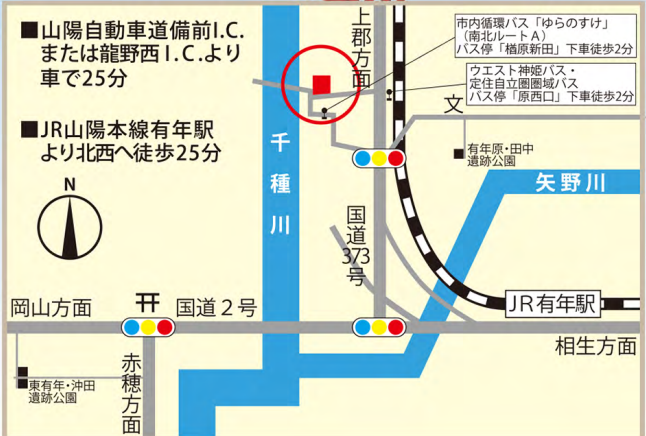 ■山陽自動車道備前I.C.
または龍野西I.C.より
車で25分
■JR山陽本線有年駅
より北西へ徒歩25分
N
上郡方面
市内循環バス「ゆらのすけ」
（南北ルートA）
バス停「楢原新田」下車徒歩2分
ウエスト神姫バス・
定住自立圏圏域バス
バス停「原西口」下車徒歩2分
文
有年原・田中
遺跡公園
千種川
矢野川
国道373号
JR有年駅
岡山方面
国道2号
相生方面
赤穂方面
東有年・沖田
遺跡公園